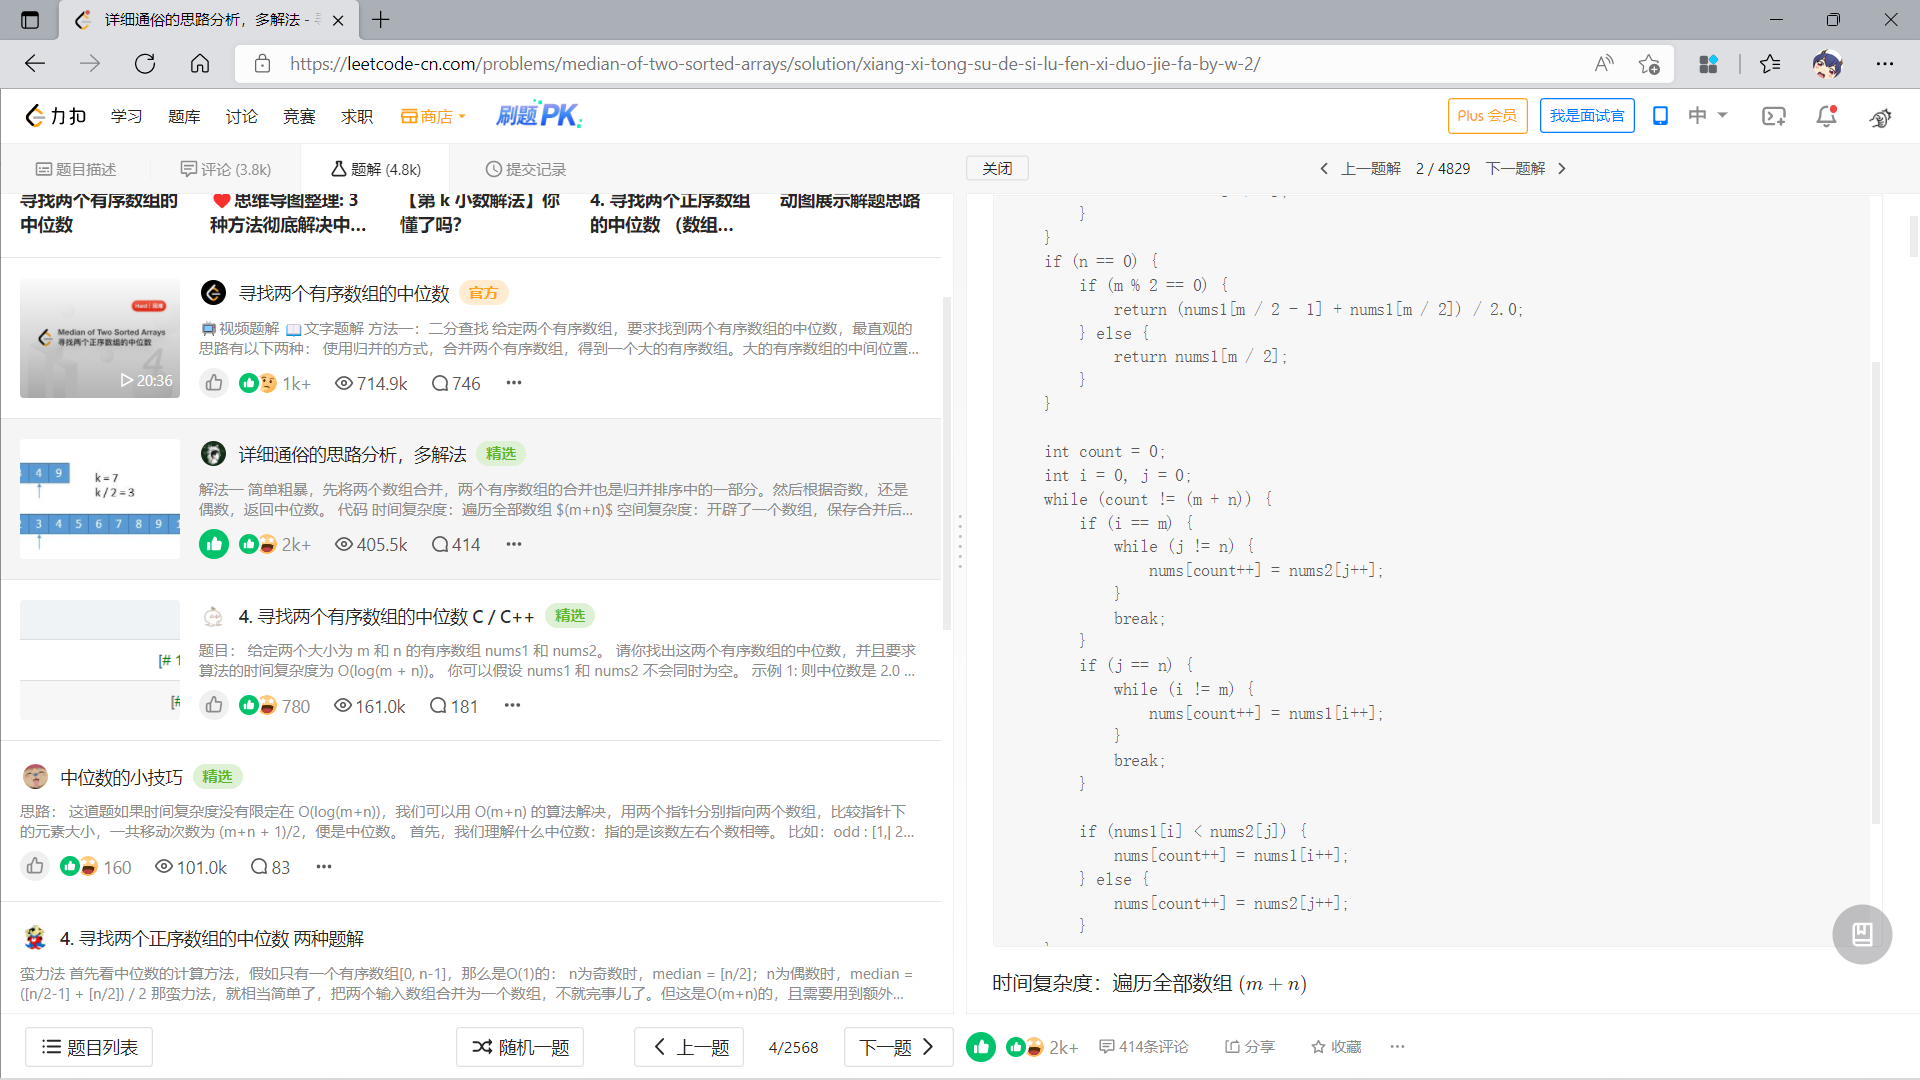 详细通俗的思路分析，多解法 -
https://leetcode-cn.com/problems/median-of-two-sorted-arrays/solution/xiang-xi-tong-su-de-si-lu-fen-xi-duo-jie-fa-by-w-2/
力扣 学习 题库 讨论 竞赛 求职 商店 刷题PK Plus 会员 我是面试官 中
题目描述 评论 (3.8k) 题解 (4.8k) 提交记录 关闭 上一题解 2 / 4829 下一题解
寻找两个有序数组的中位数
思维导图整理: 3种方法彻底解决中...
【第 k 小数解法】你懂了吗？
4. 寻找两个正序数组的中位数 （数组...
动图展示解题思路
Hard | 困难
Median of Two Sorted Arrays
寻找两个正序数组的中位数
4
20:36
寻找两个有序数组的中位数 官方
视频题解 文字题解 方法一：二分查找 给定两个有序数组，要求找到两个有序数组的中位数，最直观的
思路有以下两种： 使用归并的方式，合并两个有序数组，得到一个大的有序数组。大的有序数组的中间位置...
1k+ 714.9k 746
4 9
k=7
k/2=3
3 4 5 6 7 8 9
详细通俗的思路分析，多解法 精选
解法一 简单粗暴，先将两个数组合并，两个有序数组的合并也是归并排序中的一部分。然后根据奇数，还是
偶数，返回中位数。 代码 时间复杂度：遍历全部数组 $(m+n)$ 空间复杂度：开辟了一个数组，保存合并后...
2k+ 405.5k 414
[# 1
[#
4. 寻找两个有序数组的中位数 C / C++ 精选
题目： 给定两个大小为 m 和 n 的有序数组 nums1 和 nums2。 请你找出这两个有序数组的中位数，并且要求
算法的时间复杂度为 O(log(m + n))。 你可以假设 nums1 和 nums2 不会同时为空。 示例 1: 则中位数是 2.0 ...
780 161.0k 181
中位数的小技巧 精选
思路： 这道题如果时间复杂度没有限定在 O(log(m+n))，我们可以用 O(m+n) 的算法解决，用两个指针分别指向两个数组，比较指针下
的元素大小，一共移动次数为 (m+n + 1)/2，便是中位数。 首先，我们理解什么中位数：指的是该数左右个数相等。 比如：odd : [1,| 2...
160 101.0k 83
4. 寻找两个正序数组的中位数 两种题解
蛮力法 首先看中位数的计算方法，假如只有一个有序数组[0, n-1]，那么是O(1)的： n为奇数时，median = [n/2]；n为偶数时，median =
([n/2-1] + [n/2]) / 2 那蛮力法，就相当简单了，把两个输入数组合并为一个数组，不就完事儿了。但这是O(m+n)的，且需要用到额外...
}
}
if (n == 0) {
if (m % 2 == 0) {
return (nums1[m / 2 - 1] + nums1[m / 2]) / 2.0;
} else {
return nums1[m / 2];
}
}
int count = 0;
int i = 0, j = 0;
while (count != (m + n)) {
if (i == m) {
while (j != n) {
nums[count++] = nums2[j++];
}
break;
}
if (j == n) {
while (i != m) {
nums[count++] = nums1[i++];
}
break;
}
if (nums1[i] < nums2[j]) {
nums[count++] = nums1[i++];
} else {
nums[count++] = nums2[j++];
}
时间复杂度：遍历全部数组 (m + n)
题目列表 随机一题 上一题 4/2568 下一题 2k+ 414条评论 分享 收藏